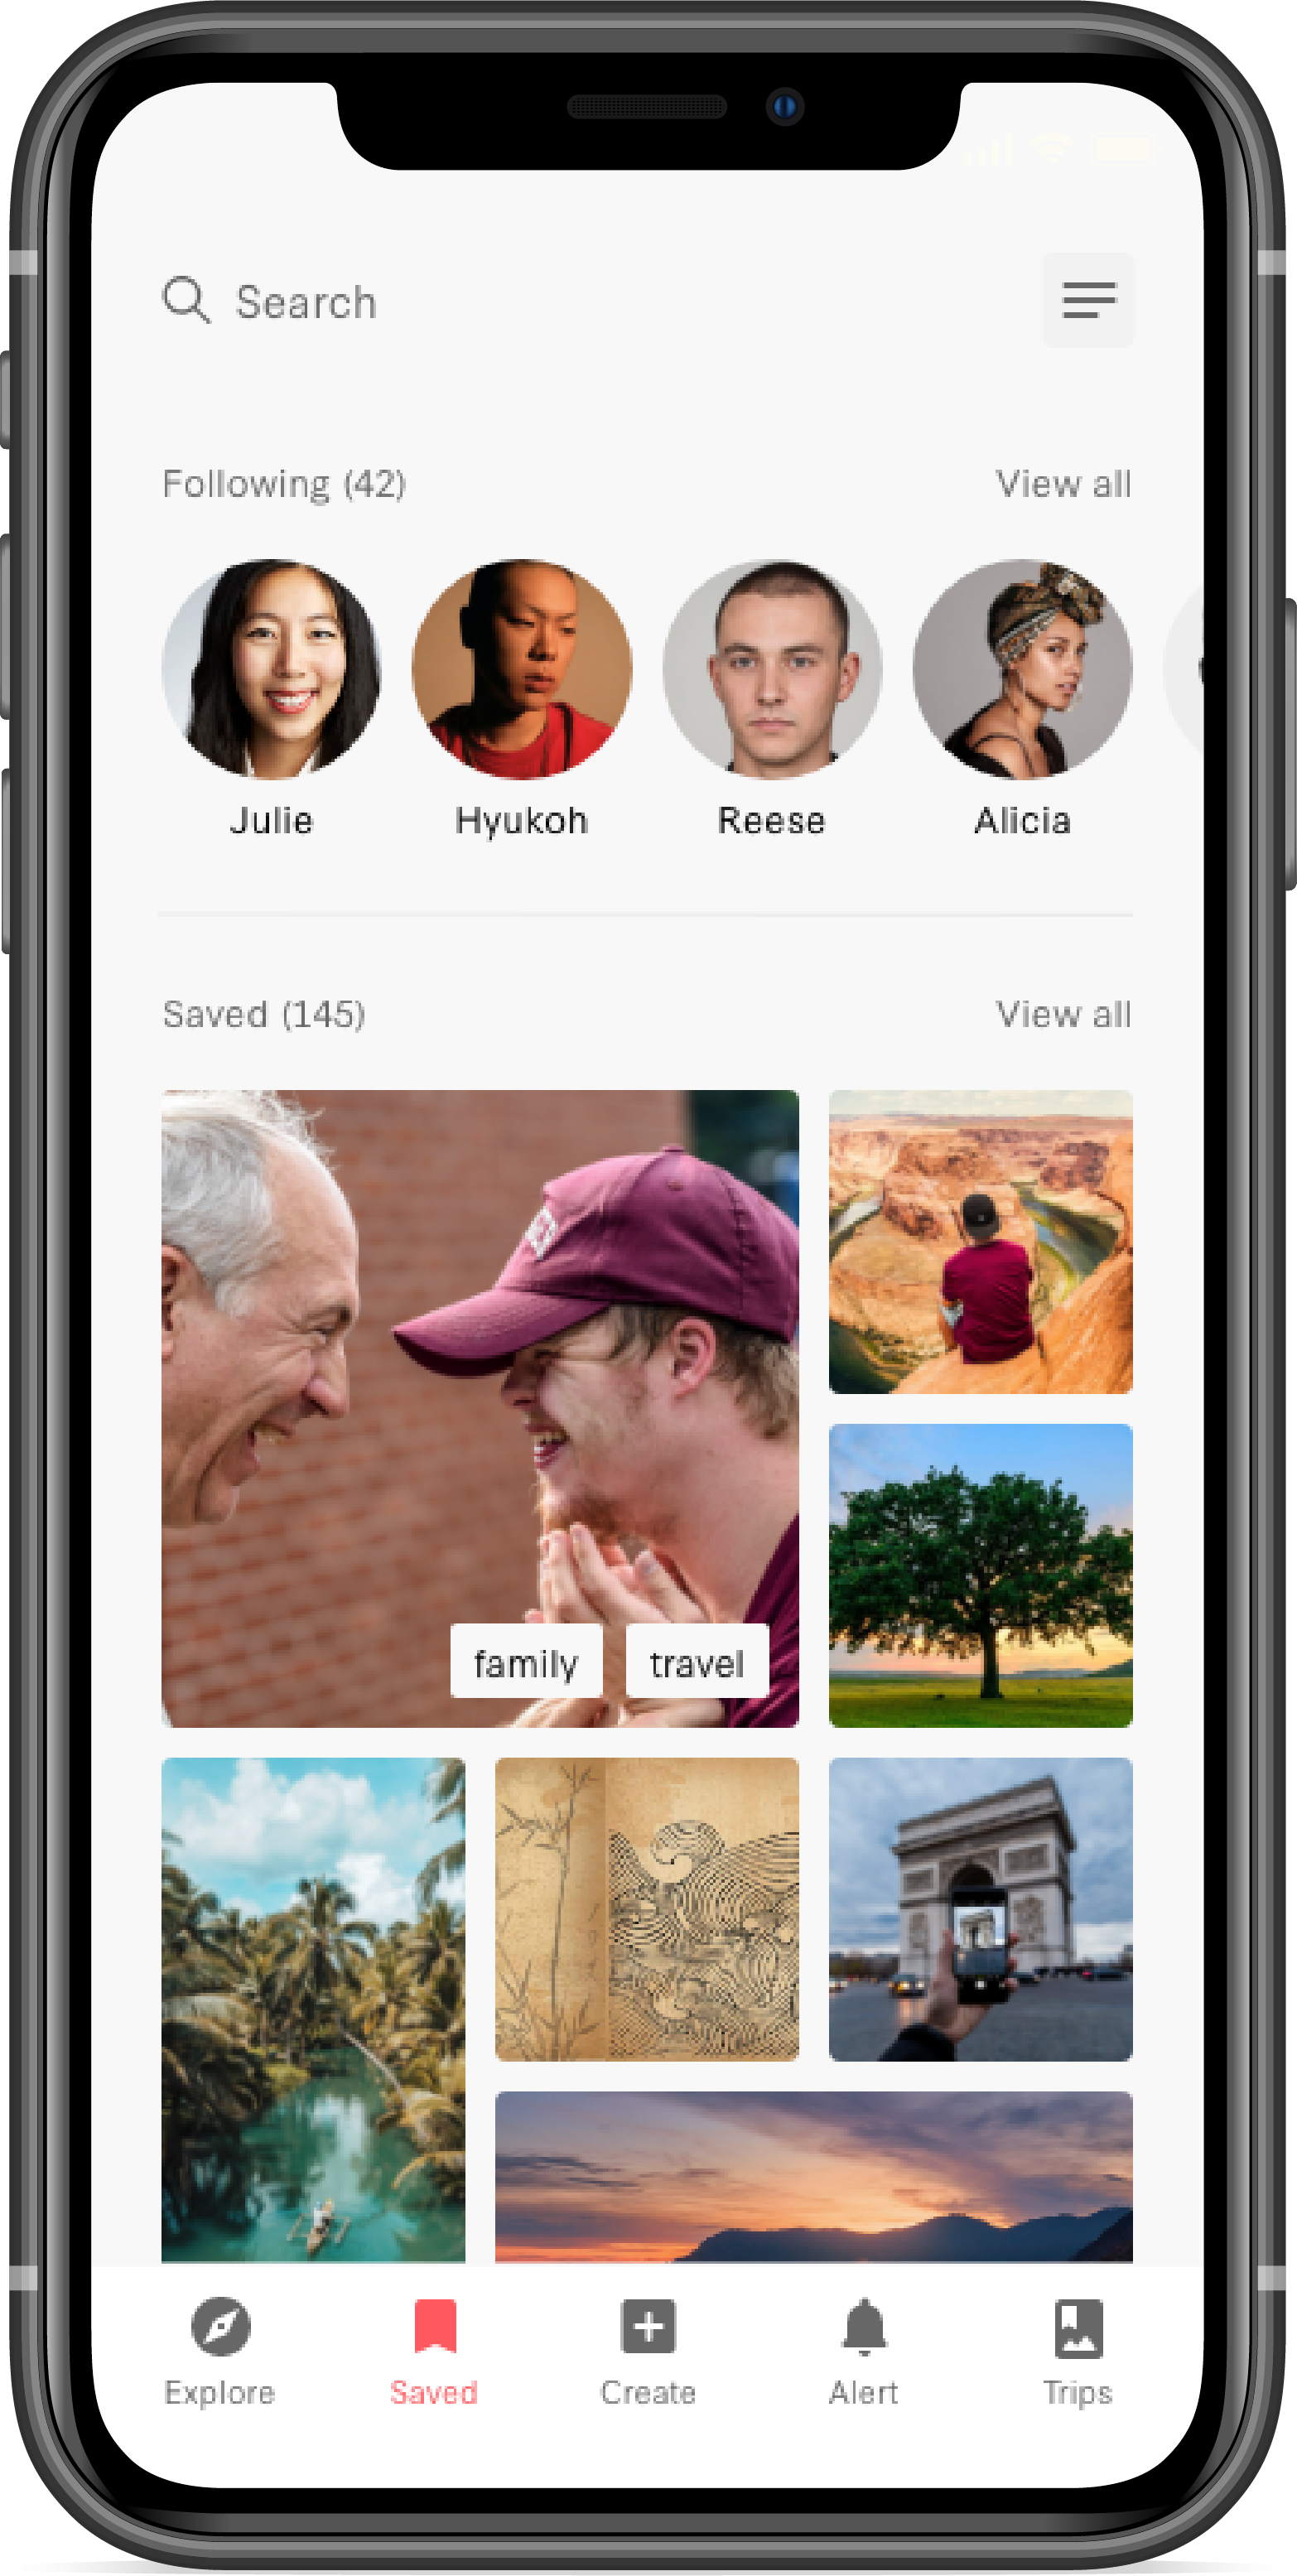 Search
Following (42) View all
Julie Hyukoh Reese Alicia
Saved (145) View all
family travel
Explore Saved Create Alert Trips